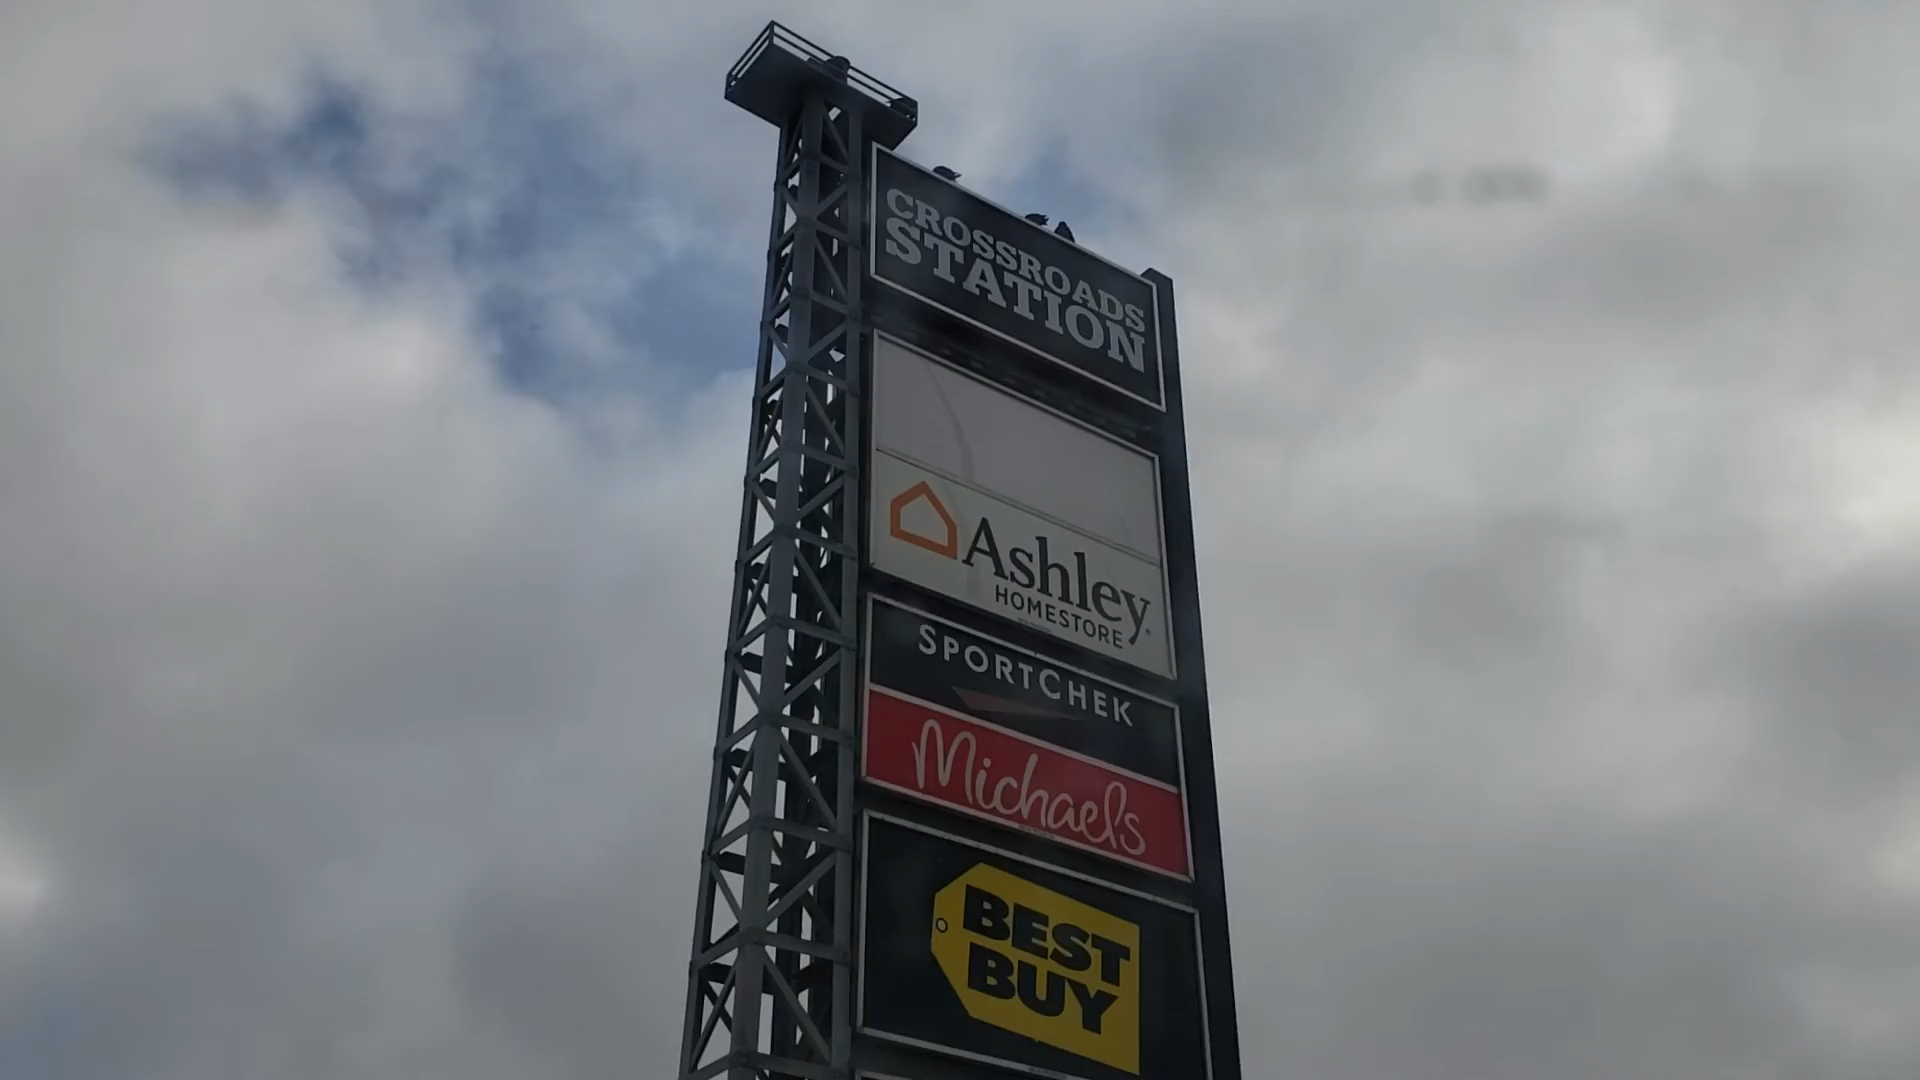 CROSSROADS
STATION
Ashley
HOMESTORE
SPORTCHEK
Michaels
BEST
BUY